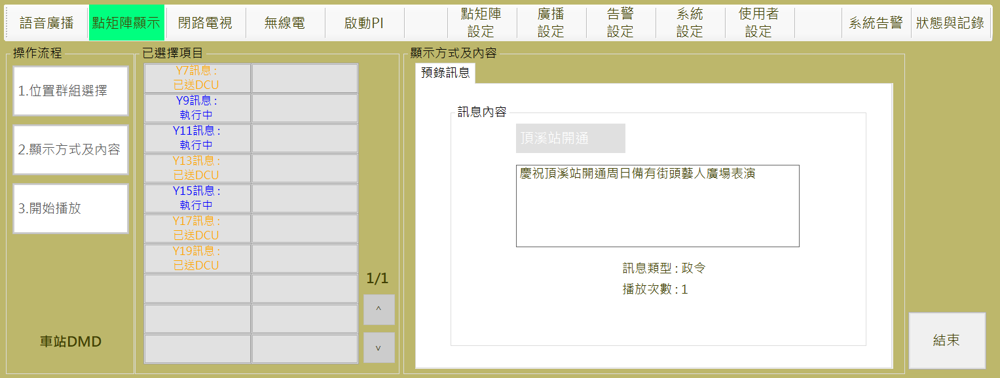 語音廣播
點矩陣顯示
閉路電視
無線電
啟動PI
點矩陣
設定
廣播
設定
告警
設定
系統
設定
使用者
設定
系統告警
狀態與記錄
操作流程
1.位置群組選擇
2.顯示方式及內容
3.開始播放
車站DMD
已選擇項目
Y7訊息 :
已送DCU
Y9訊息 :
執行中
Y11訊息 :
執行中
Y13訊息 :
已送DCU
Y15訊息 :
執行中
Y17訊息 :
已送DCU
Y19訊息 :
已送DCU
1/1
^
v
顯示方式及內容
預錄訊息
訊息內容
頂溪站開通
慶祝頂溪站開通周日備有街頭藝人廣場表演
訊息類型 : 政令
播放次數 : 1
結束